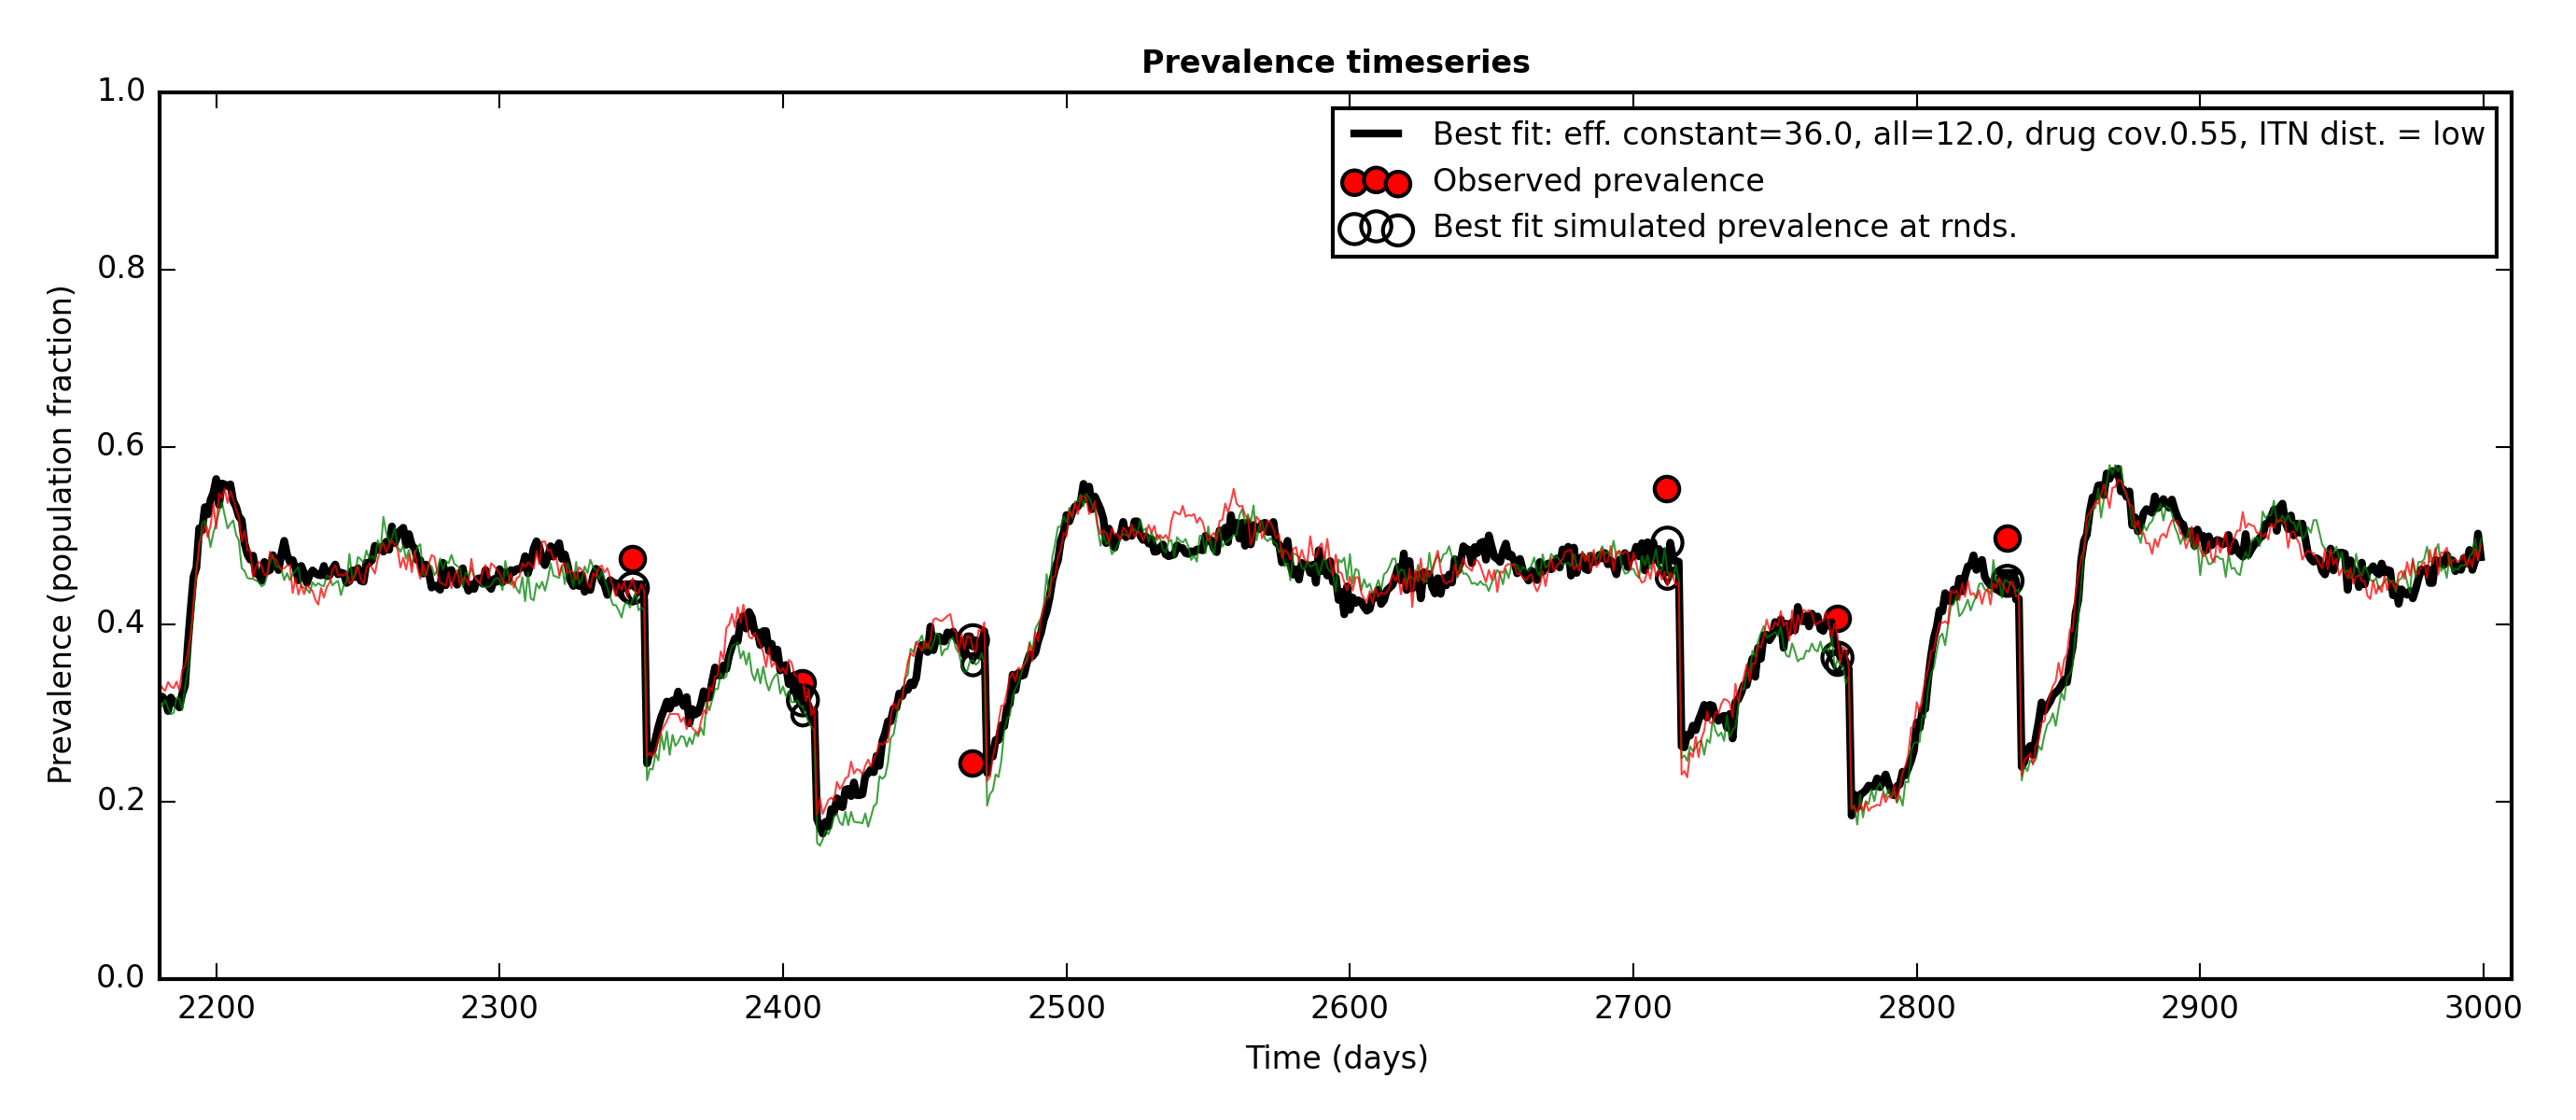 Prevalence timeseries
Best fit: eff. constant=36.0, all=12.0, drug cov.0.55, ITN dist. = low
Observed prevalence
Best fit simulated prevalence at rnds.
Prevalence (population fraction)
1.0
0.8
0.6
0.4
0.2
0.0
2200 2300 2400 2500 2600 2700 2800 2900 3000
Time (days)